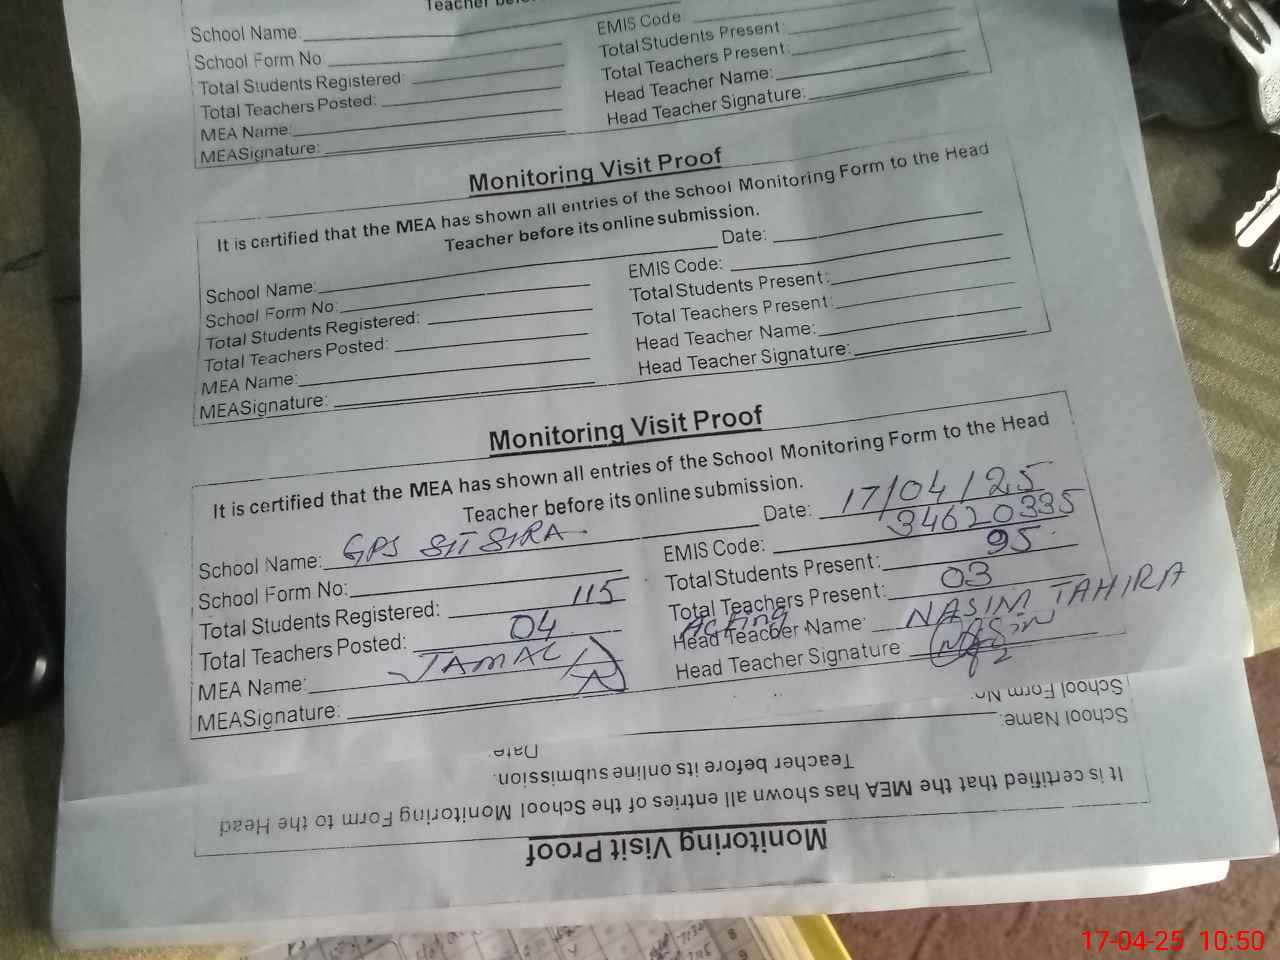 Teacher
School Name:
EMIS Code
School Form No
Total Students Present:
Total Students Registered:
Total Teachers Present:
Total Teachers Posted:
Head Teacher Name:
MEA Name:
Head Teacher Signature:
MEASignature:
Monitoring Visit Proof
It is certified that the MEA has shown all entries of the School Monitoring Form to the Head
Teacher before its online submission.
Date:
School Name:
EMIS Code:
School Form No:
Total Students Present:
Total Students Registered:
Total Teachers Present:
Total Teachers Posted:
Head Teacher Name:
MEA Name:
Head Teacher Signature:
MEASignature:
Monitoring Visit Proof
It is certified that the MEA has shown all entries of the School Monitoring Form to the Head
Teacher before its online submission.
Date: 17/04/25
School Name: GPS
EMIS Code: 34620335
School Form No:
Total Students Present: 95
Total Students Registered: 115
Total Teachers Present: 03
Total Teachers Posted: 04
Acting
Head Teacher Name: NASIM TAHIRA
MEA Name: JAMAL
Head Teacher Signature
MEASignature:
School Form No:
School Name:
Date:
Teacher before its online submission.
It is certified that the MEA has shown all entries of the School Monitoring Form to the Head
Monitoring Visit Proof
17-04-25 10:50